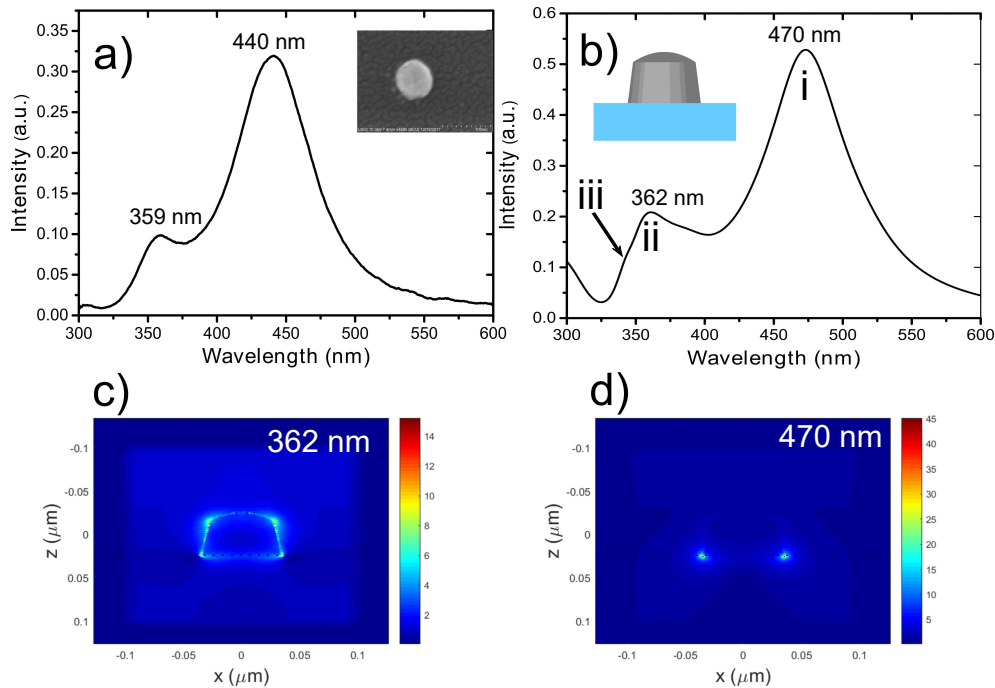 a)
440 nm
359 nm
Intensity (a.u.)
0.35
0.30
0.25
0.20
0.15
0.10
0.05
0.00
300 350 400 450 500 550 600
Wavelength (nm)
b)
470 nm
i
362 nm
iii
ii
Intensity (a.u.)
0.6
0.5
0.4
0.3
0.2
0.1
0.0
300 350 400 450 500 550 600
Wavelength (nm)
c)
362 nm
z (μm)
-0.1
-0.05
0
0.05
0.1
-0.1 -0.05 0 0.05 0.1
x (μm)
14
12
10
8
6
4
2
d)
470 nm
z (μm)
-0.1
-0.05
0
0.05
0.1
-0.1 -0.05 0 0.05 0.1
x (μm)
45
40
35
30
25
20
15
10
5